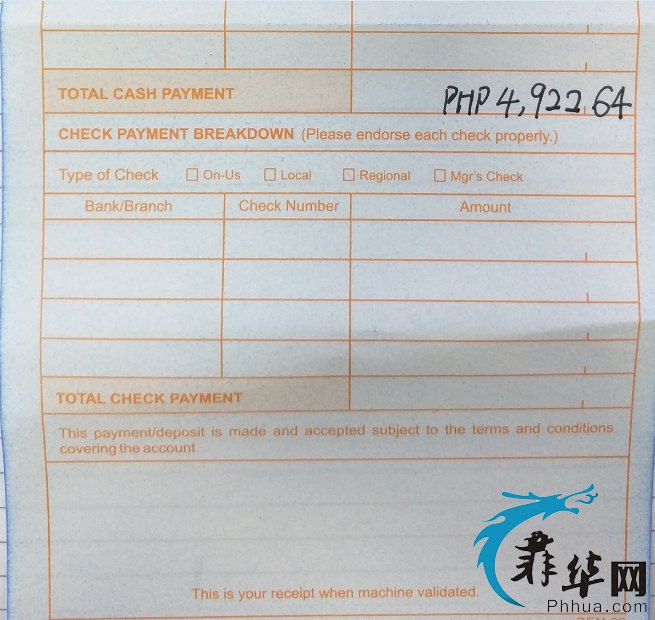 TOTAL CASH PAYMENT PHP 4,922.64
CHECK PAYMENT BREAKDOWN (Please endorse each check properly.)
Type of Check On-Us Local Regional Mgr's Check
Bank/Branch Check Number Amount
TOTAL CHECK PAYMENT
This payment/deposit is made and accepted subject to the terms and conditions
covering the account.
This is your receipt when machine validated.
菲华网
Phhua.com